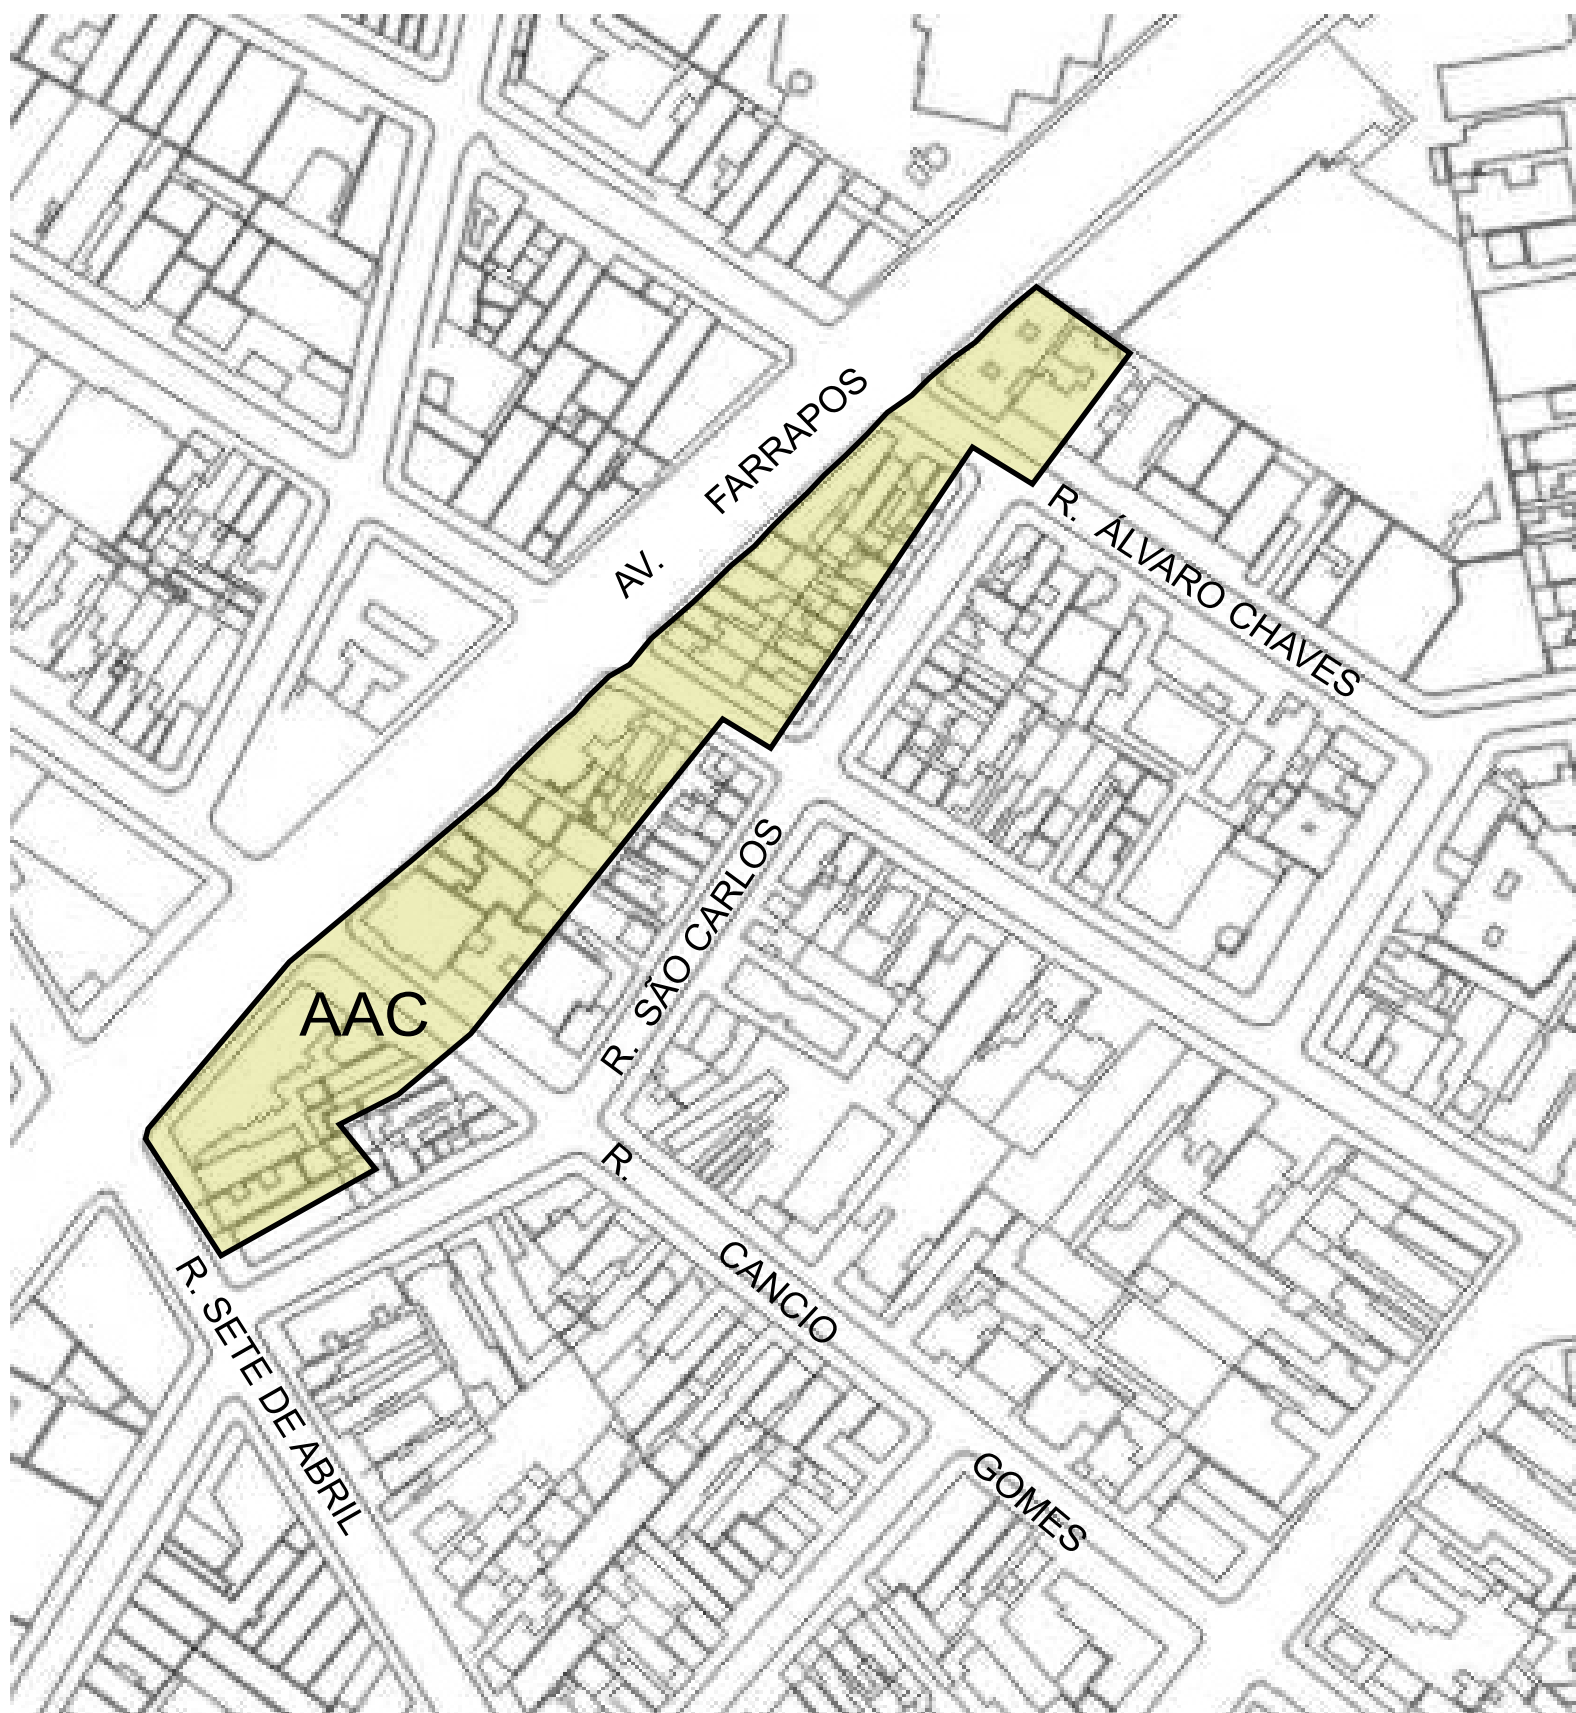 AV. FARRAPOS
R. ÁLVARO CHAVES
R. SÃO CARLOS
AAC
R. CANCIO GOMES
R. SETE DE ABRIL